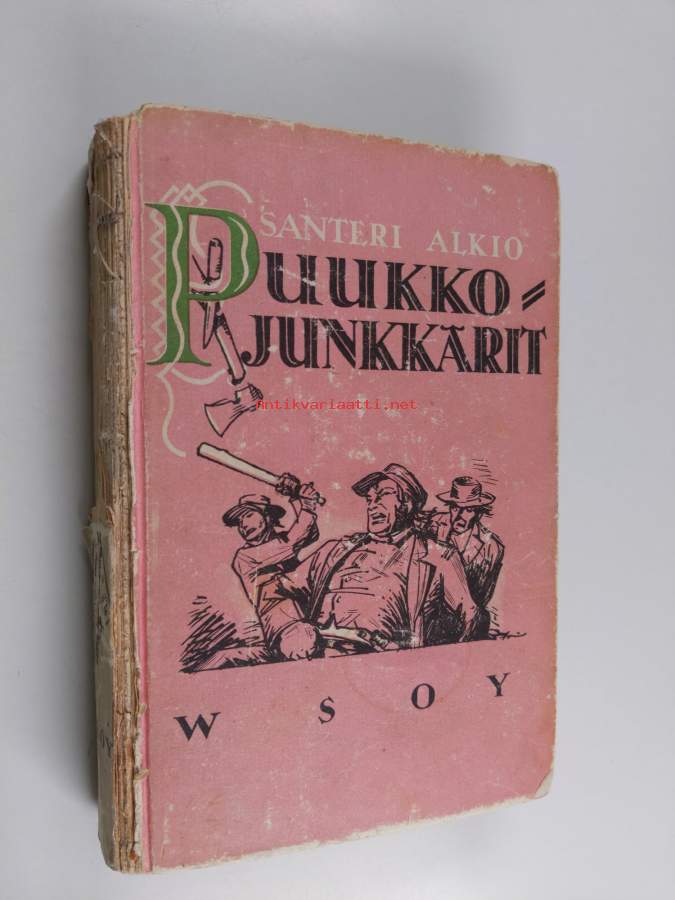 SANTERI ALKIO
PUUKKO=
JUNKKARIT
Antikvariaatti.net
W S O Y